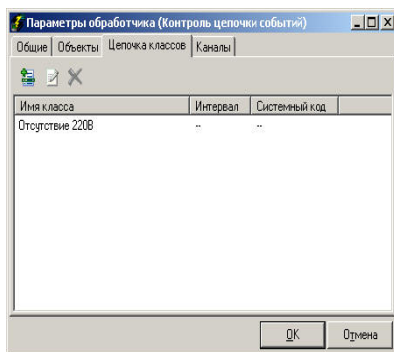 Параметры обработчика (Контроль цепочки событий)
Общие Объекты Цепочка классов Каналы
Имя класса Интервал Системный код
Отсутствие 220В -- --
OK Отмена